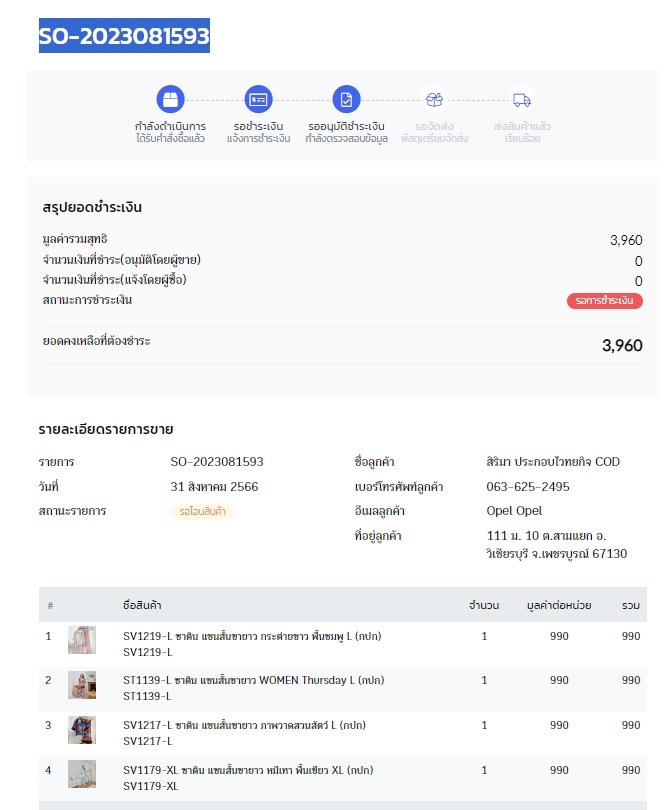 SO-2023081593
กำลังดำเนินการ
ได้รับคำสั่งซื้อแล้ว
รอชำระเงิน
แจ้งการชำระเงิน
รออนุมัติชำระเงิน
กำลังตรวจสอบข้อมูล
รอจัดส่ง
พัสดุเตรียมจัดส่ง
ส่งสินค้าแล้ว
เรียบร้อย
สรุปยอดชำระเงิน
มูลค่ารวมสุทธิ 3,960
จำนวนเงินที่ชำระ(อนุมัติโดยผู้ขาย) 0
จำนวนเงินที่ชำระ(แจ้งโดยผู้ซื้อ) 0
สถานะการชำระเงิน รอการชำระเงิน
ยอดคงเหลือที่ต้องชำระ 3,960
รายละเอียดรายการขาย
รายการ SO-2023081593 ชื่อลูกค้า สิริมา ประกอบไวทยกิจ COD
วันที่ 31 สิงหาคม 2566 เบอร์โทรศัพท์ลูกค้า 063-625-2495
สถานะรายการ รอโอนสินค้า อีเมลลูกค้า Opel Opel
ที่อยู่ลูกค้า 111 ม. 10 ต.สามแยก อ.
วิเชียรบุรี จ.เพชรบูรณ์ 67130
# ชื่อสินค้า จำนวน มูลค่าต่อหน่วย รวม
1 SV1219-L ซาติน แขนสั้นขายาว กระต่ายขาว พื้นชมพู L (กปก) 1 990 990
SV1219-L
2 ST1139-L ซาติน แขนสั้นขายาว WOMEN Thursday L (กปก) 1 990 990
ST1139-L
3 SV1217-L ซาติน แขนสั้นขายาว ภาพวาดสวนสัตว์ L (กปก) 1 990 990
SV1217-L
4 SV1179-XL ซาติน แขนสั้นขายาว หมีเทา พื้นเขียว XL (กปก) 1 990 990
SV1179-XL